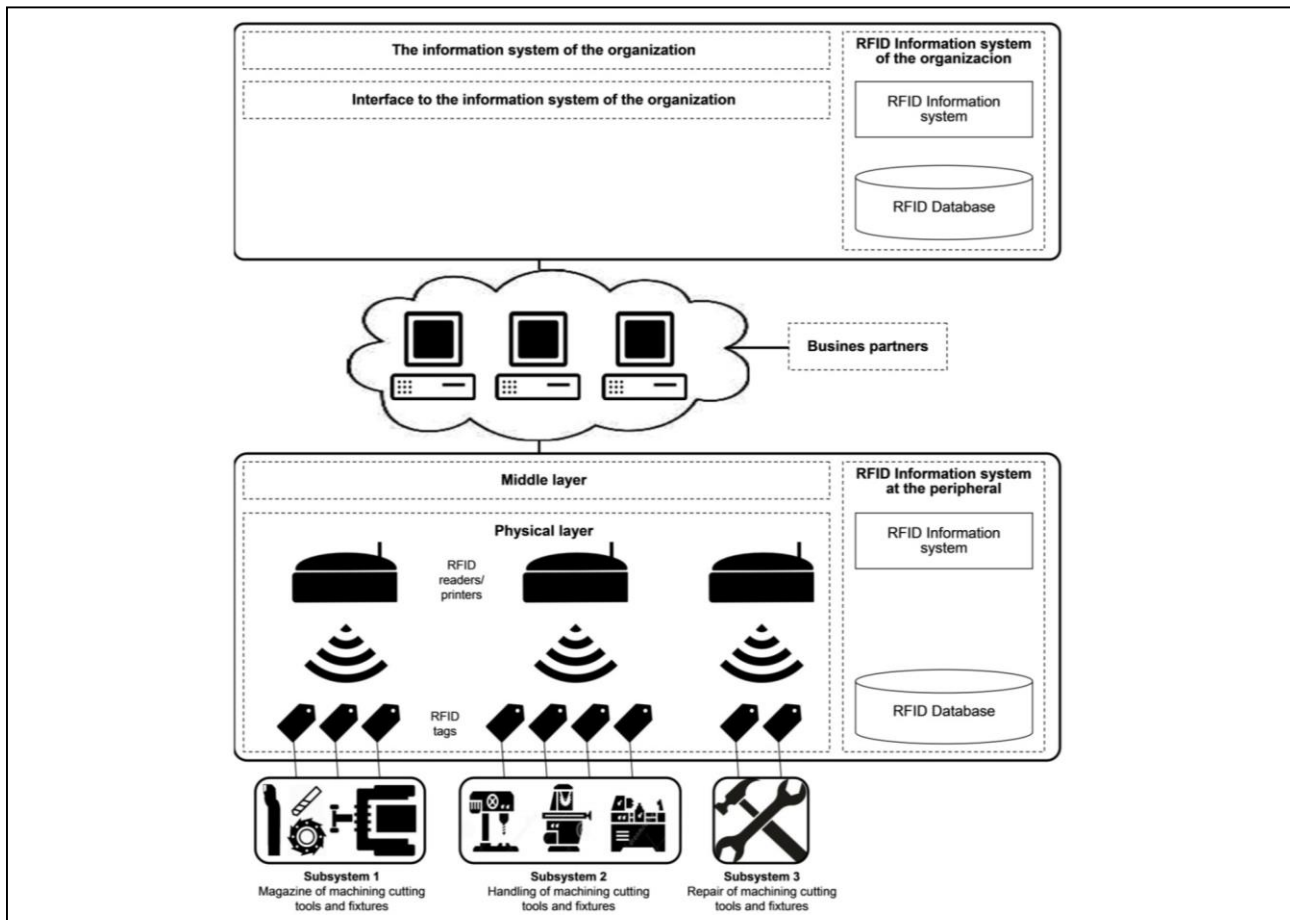 The information system of the organization
Interface to the information system of the organization
RFID Information system
of the organizacion
RFID Information
system
RFID Database
Busines partners
Middle layer
Physical layer
RFID
readers/
printers
RFID
tags
RFID Information system
at the peripheral
RFID Information
system
RFID Database
Subsystem 1
Magazine of machining cutting
tools and fixtures
Subsystem 2
Handling of machining cutting
tools and fixtures
Subsystem 3
Repair of machining cutting
tools and fixtures